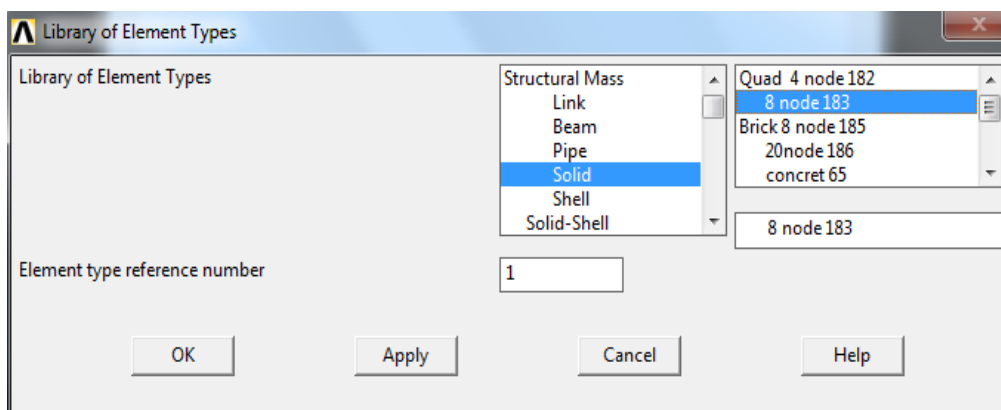 Library of Element Types
Library of Element Types
Structural Mass
Link
Beam
Pipe
Solid
Shell
Solid-Shell
Quad 4 node 182
8 node 183
Brick 8 node 185
20node 186
concret 65
8 node 183
Element type reference number
1
OK
Apply
Cancel
Help